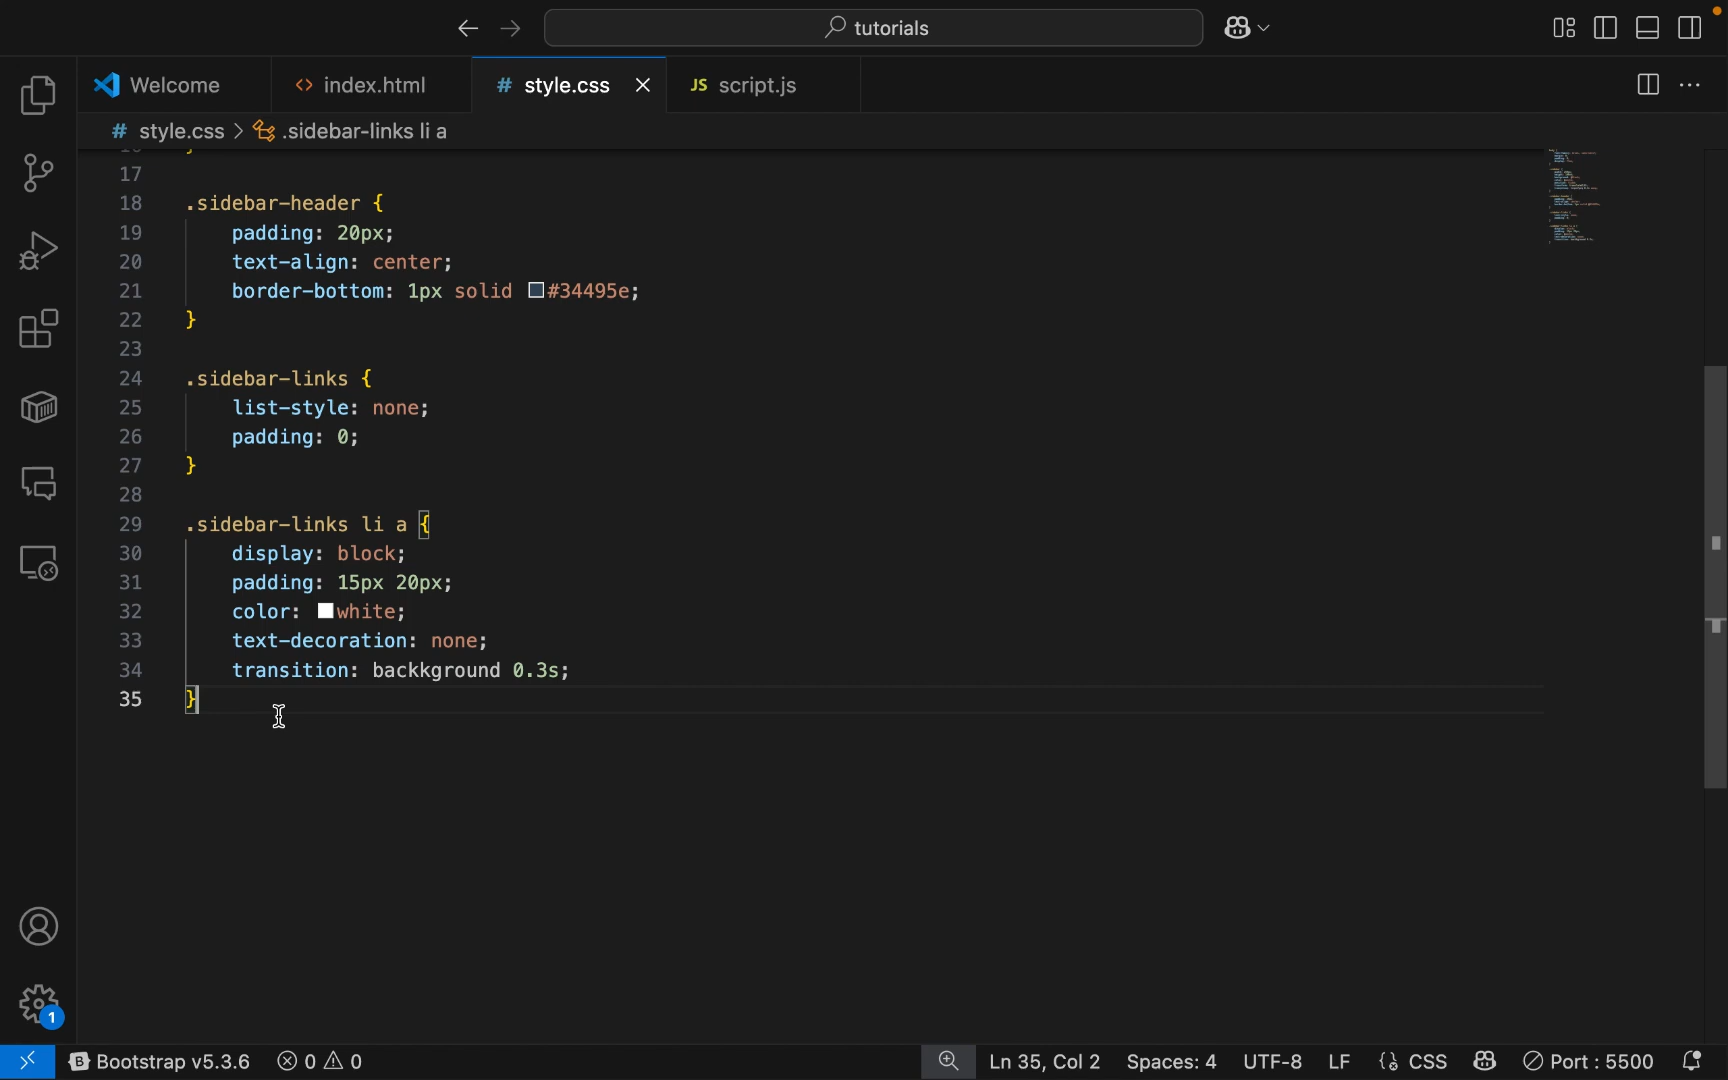 tutorials
Welcome
index.html
# style.css
JS script.js
# style.css > .sidebar-links li a
17
18 .sidebar-header {
19 padding: 20px;
20 text-align: center;
21 border-bottom: 1px solid #34495e;
22 }
23
24 .sidebar-links {
25 list-style: none;
26 padding: 0;
27 }
28
29 .sidebar-links li a {
30 display: block;
31 padding: 15px 20px;
32 color: white;
33 text-decoration: none;
34 transition: backkground 0.3s;
35 }
1
B Bootstrap v5.3.6 0 0 Ln 35, Col 2 Spaces: 4 UTF-8 LF {} CSS Port : 5500